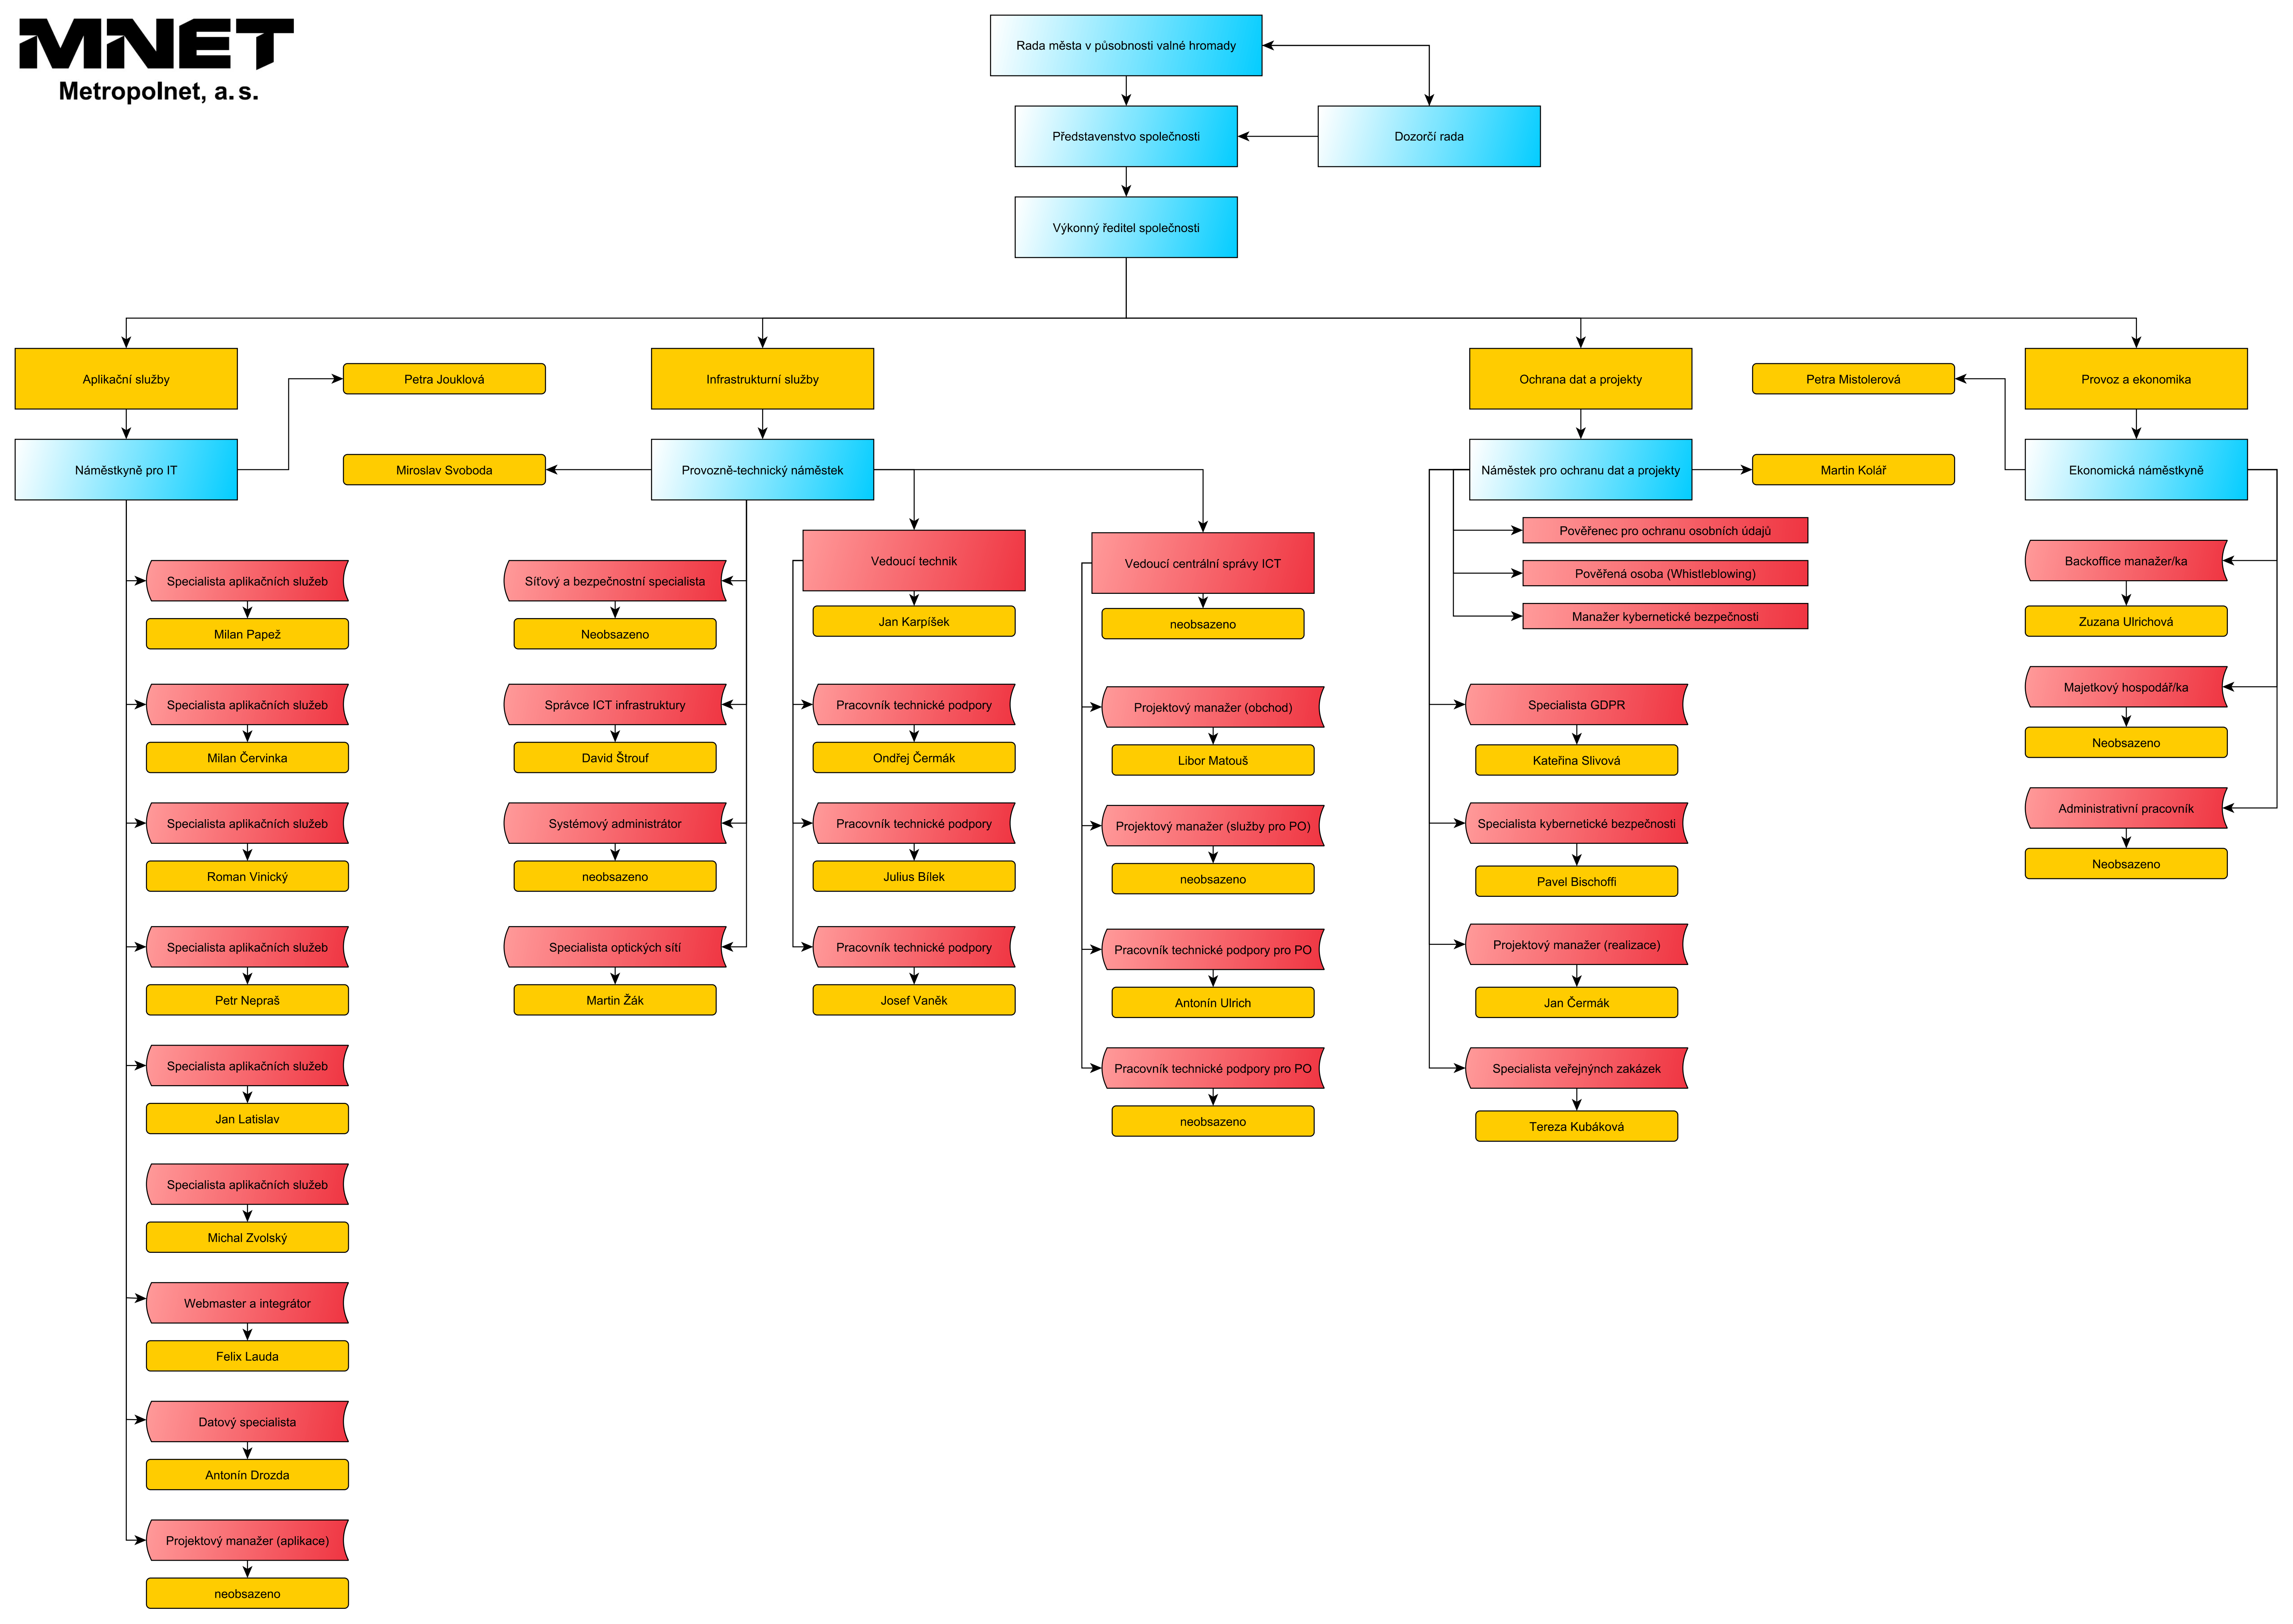 MNET
Metropolnet, a. s.
Rada města v působnosti valné hromady
Představenstvo společnosti
Dozorčí rada
Výkonný ředitel společnosti
Aplikační služby
Petra Jouklová
Náměstkyně pro IT
Specialista aplikačních služeb
Milan Papež
Specialista aplikačních služeb
Milan Červinka
Specialista aplikačních služeb
Roman Vinický
Specialista aplikačních služeb
Petr Nepraš
Specialista aplikačních služeb
Jan Latislav
Specialista aplikačních služeb
Michal Zvolský
Webmaster a integrátor
Felix Lauda
Datový specialista
Antonín Drozda
Projektový manažer (aplikace)
neobsazeno
Infrastrukturní služby
Miroslav Svoboda
Provozně-technický náměstek
Síťový a bezpečnostní specialista
Neobsazeno
Správce ICT infrastruktury
David Štrouf
Systémový administrátor
neobsazeno
Specialista optických sítí
Martin Žák
Vedoucí technik
Jan Karpíšek
Pracovník technické podpory
Ondřej Čermák
Pracovník technické podpory
Julius Bílek
Pracovník technické podpory
Josef Vaněk
Vedoucí centrální správy ICT
neobsazeno
Projektový manažer (obchod)
Libor Matouš
Projektový manažer (služby pro PO)
neobsazeno
Pracovník technické podpory pro PO
Antonín Ulrich
Pracovník technické podpory pro PO
neobsazeno
Ochrana dat a projekty
Náměstek pro ochranu dat a projekty
Martin Kolář
Pověřenec pro ochranu osobních údajů
Pověřená osoba (Whistleblowing)
Manažer kybernetické bezpečnosti
Specialista GDPR
Kateřina Slivová
Specialista kybernetické bezpečnosti
Pavel Bischoffi
Projektový manažer (realizace)
Jan Čermák
Specialista veřejnýnch zakázek
Tereza Kubáková
Petra Mistolerová
Provoz a ekonomika
Ekonomická náměstkyně
Backoffice manažer/ka
Zuzana Ulrichová
Majetkový hospodář/ka
Neobsazeno
Administrativní pracovník
Neobsazeno